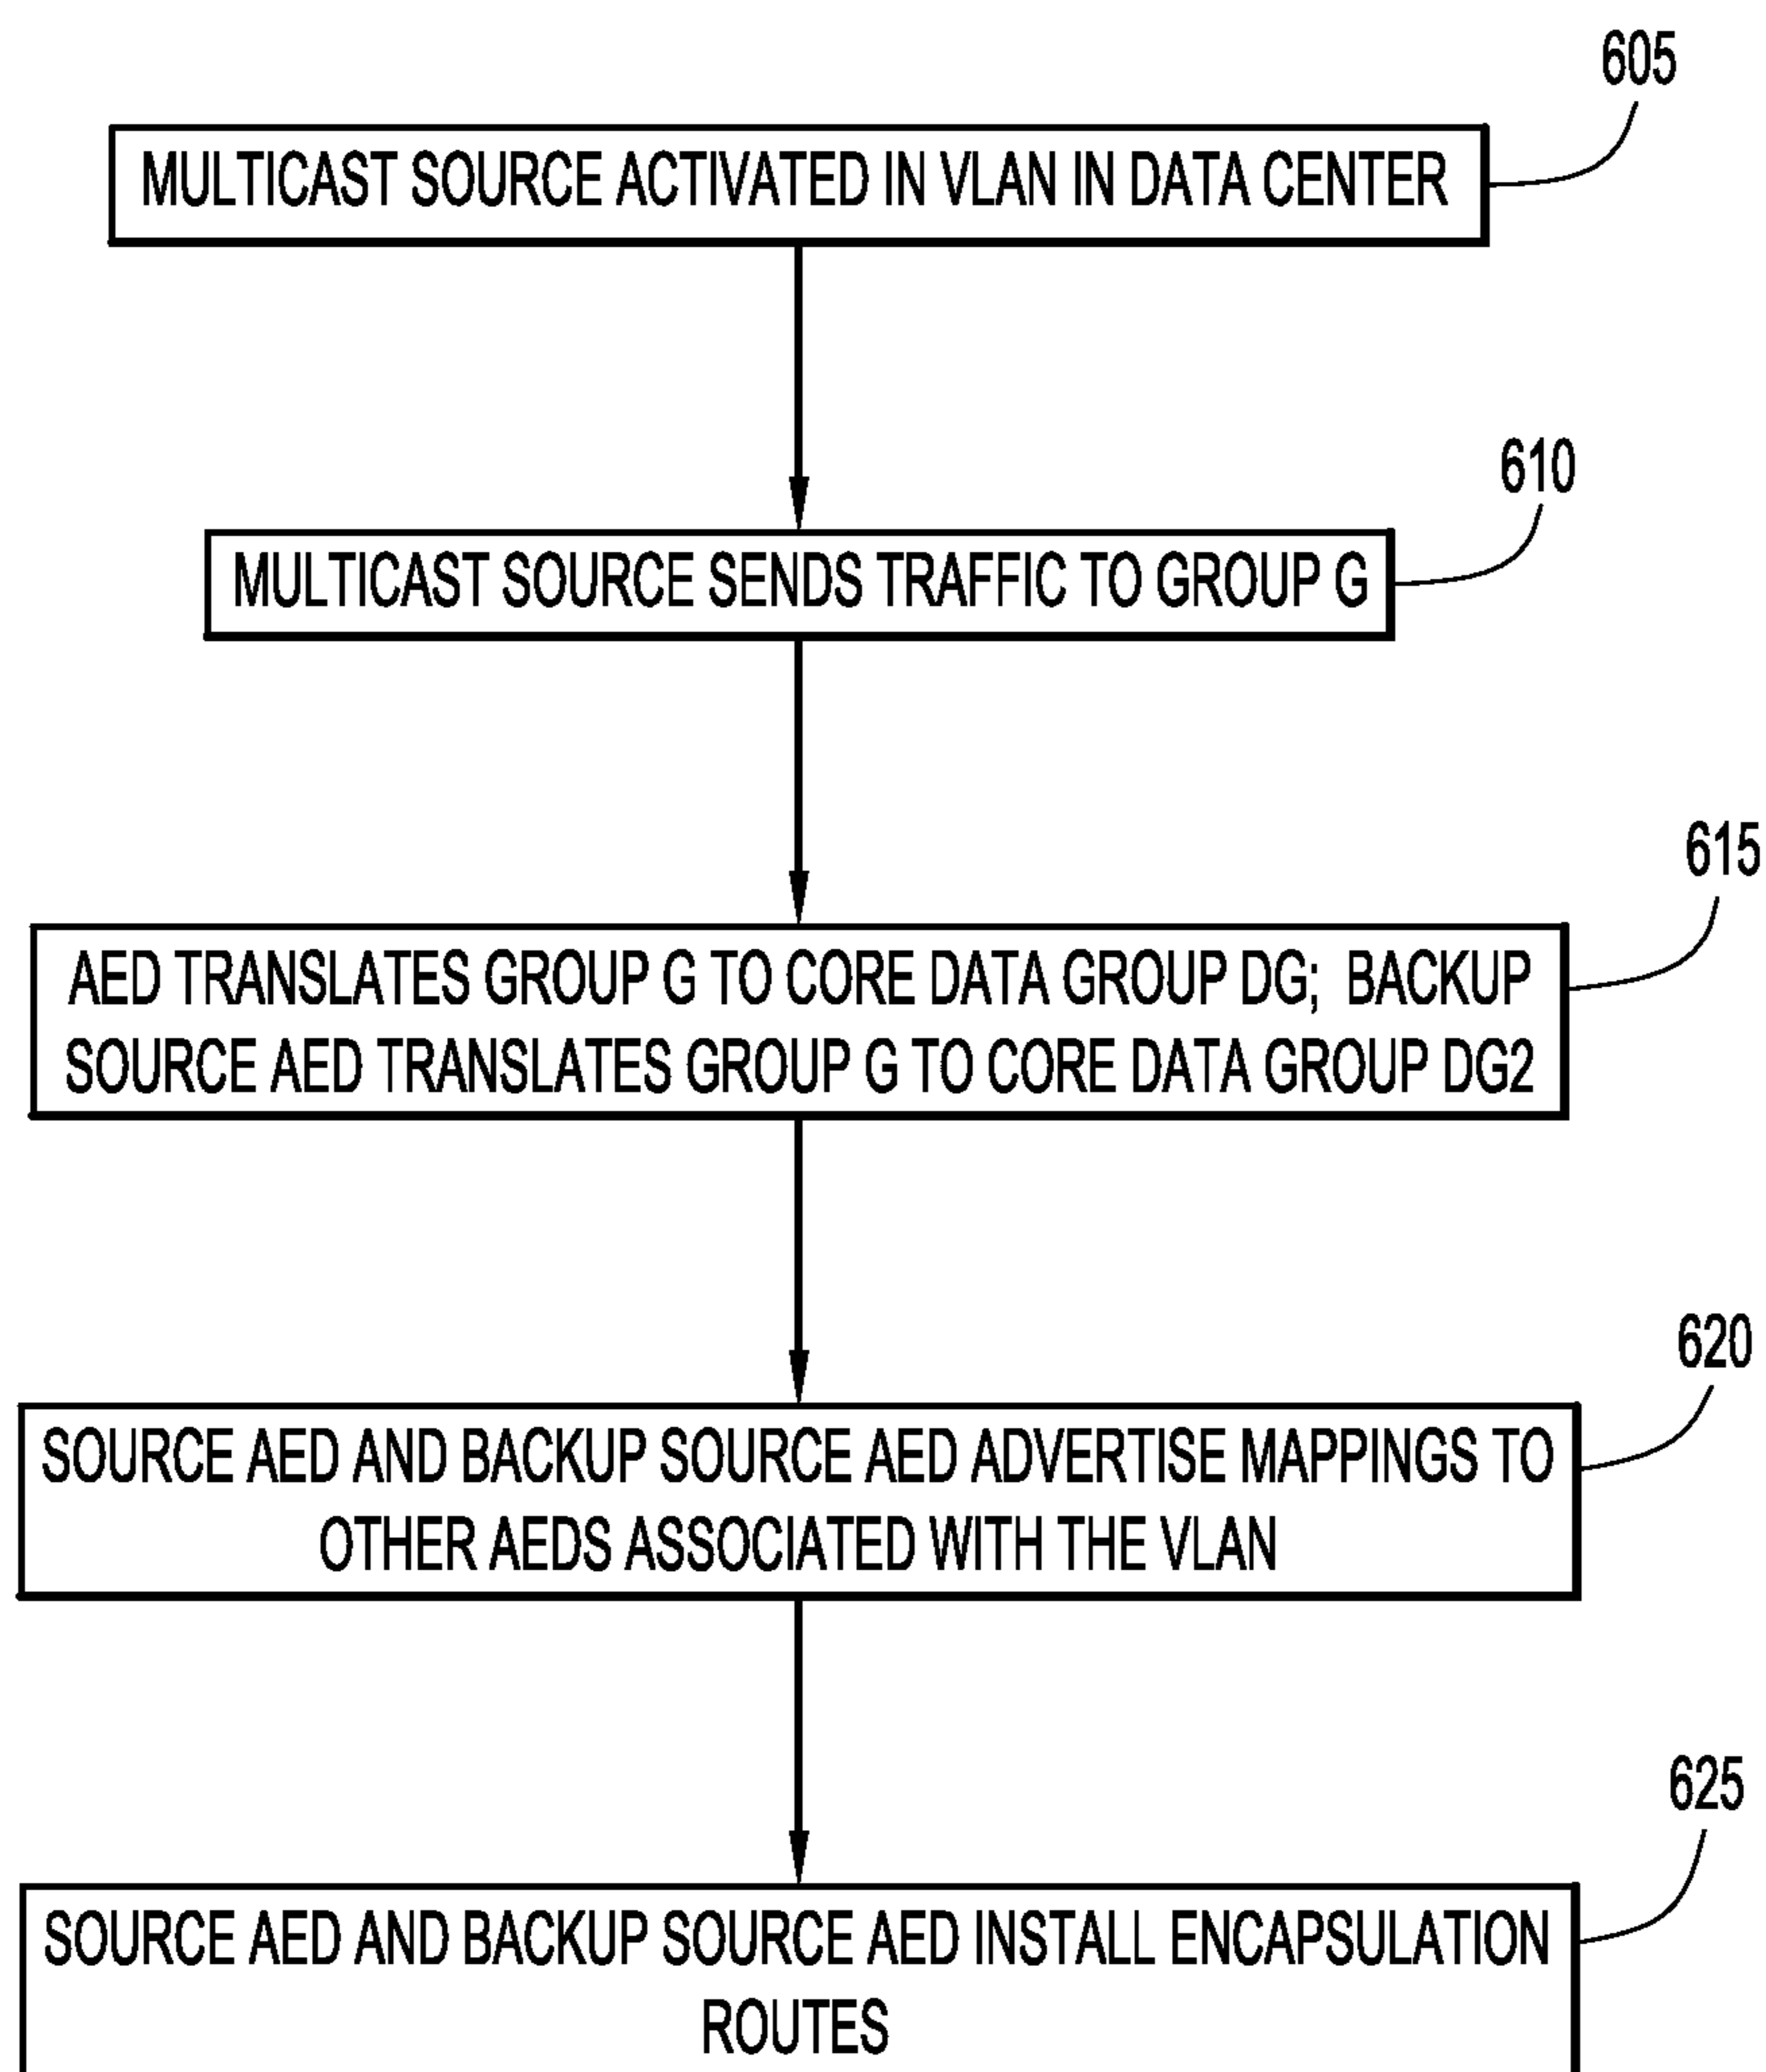 605
MULTICAST SOURCE ACTIVATED IN VLAN IN DATA CENTER
610
MULTICAST SOURCE SENDS TRAFFIC TO GROUP G
615
AED TRANSLATES GROUP G TO CORE DATA GROUP DG; BACKUP
SOURCE AED TRANSLATES GROUP G TO CORE DATA GROUP DG2
620
SOURCE AED AND BACKUP SOURCE AED ADVERTISE MAPPINGS TO
OTHER AEDS ASSOCIATED WITH THE VLAN
625
SOURCE AED AND BACKUP SOURCE AED INSTALL ENCAPSULATION
ROUTES